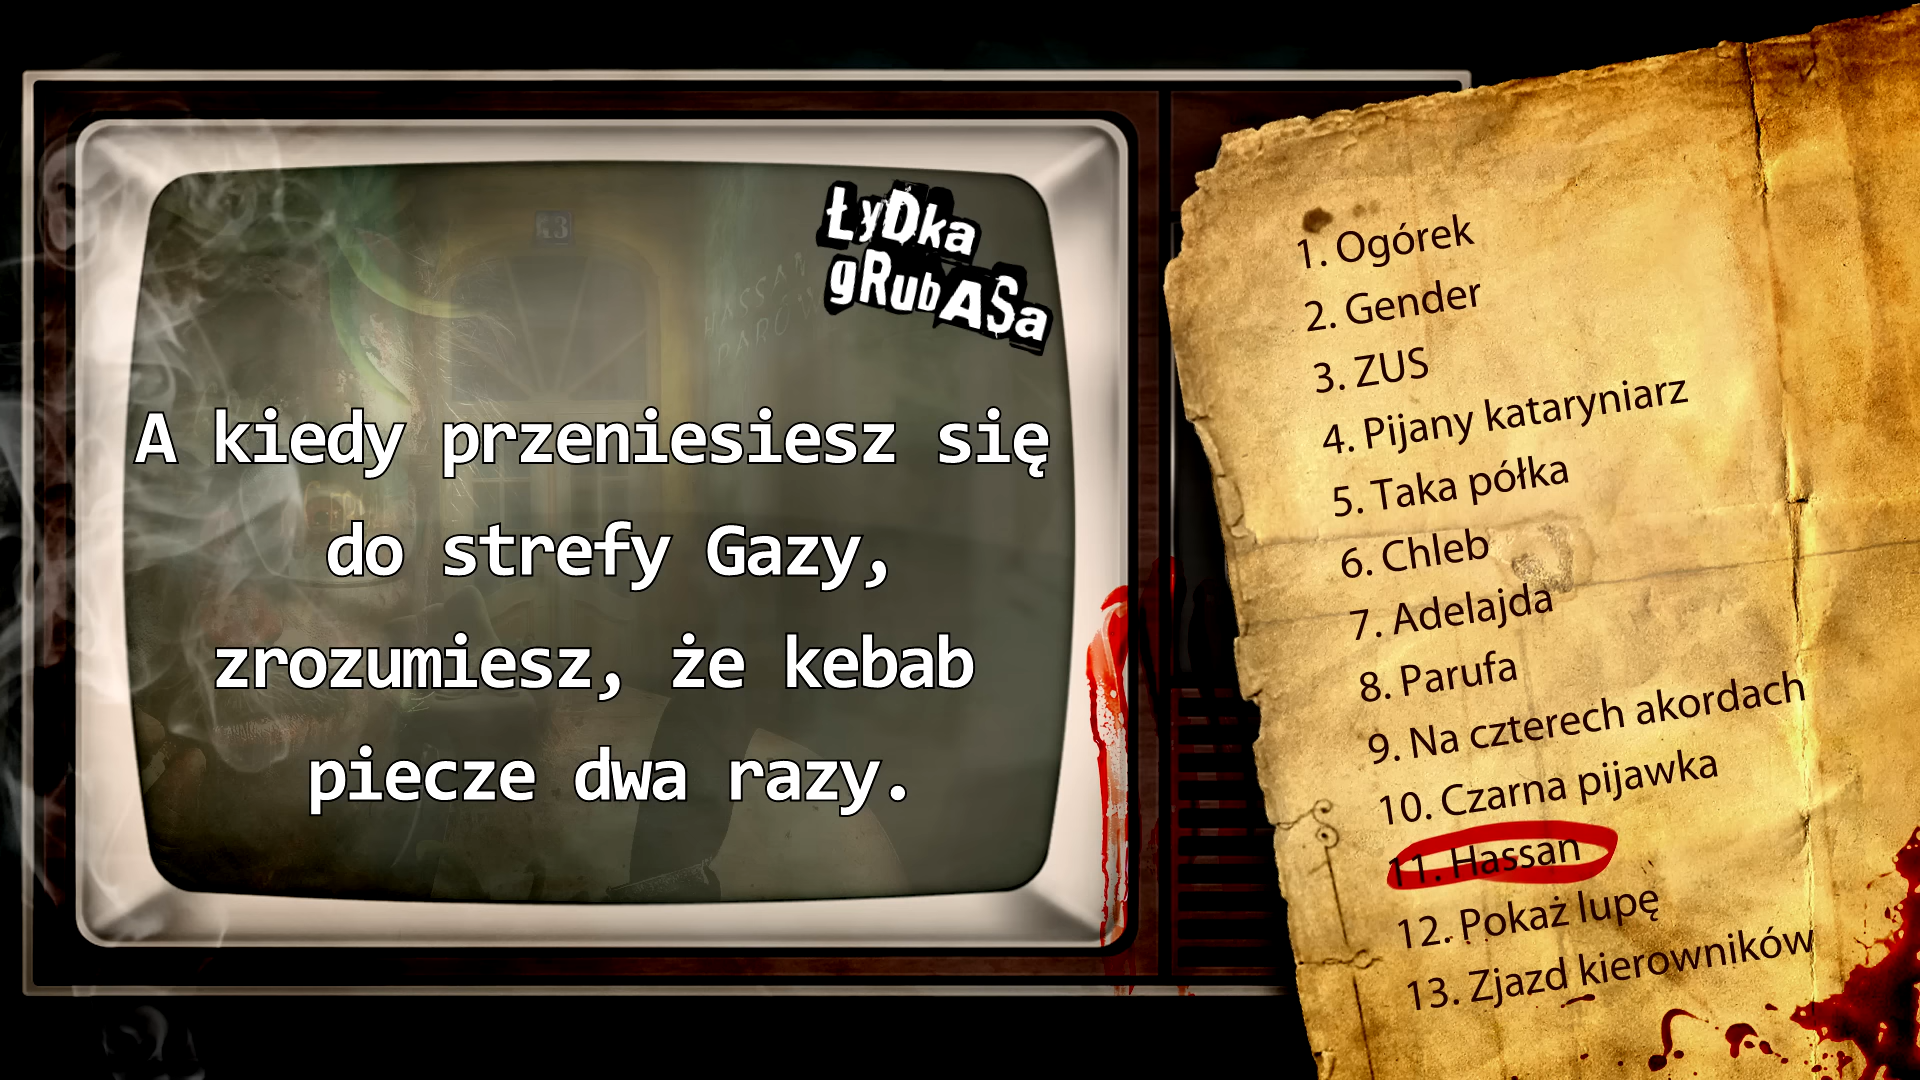 ŁyDka
gRubASa
A kiedy przeniesiesz się
do strefy Gazy,
zrozumiesz, że kebab
piecze dwa razy.
1. Ogórek
2. Gender
3. ZUS
4. Pijany kataryniarz
5. Taka półka
6. Chleb
7. Adelajda
8. Parufa
9. Na czterech akordach
10. Czarna pijawka
11. Hassan
12. Pokaż lupę
13. Zjazd kierowników
43
HASSAN